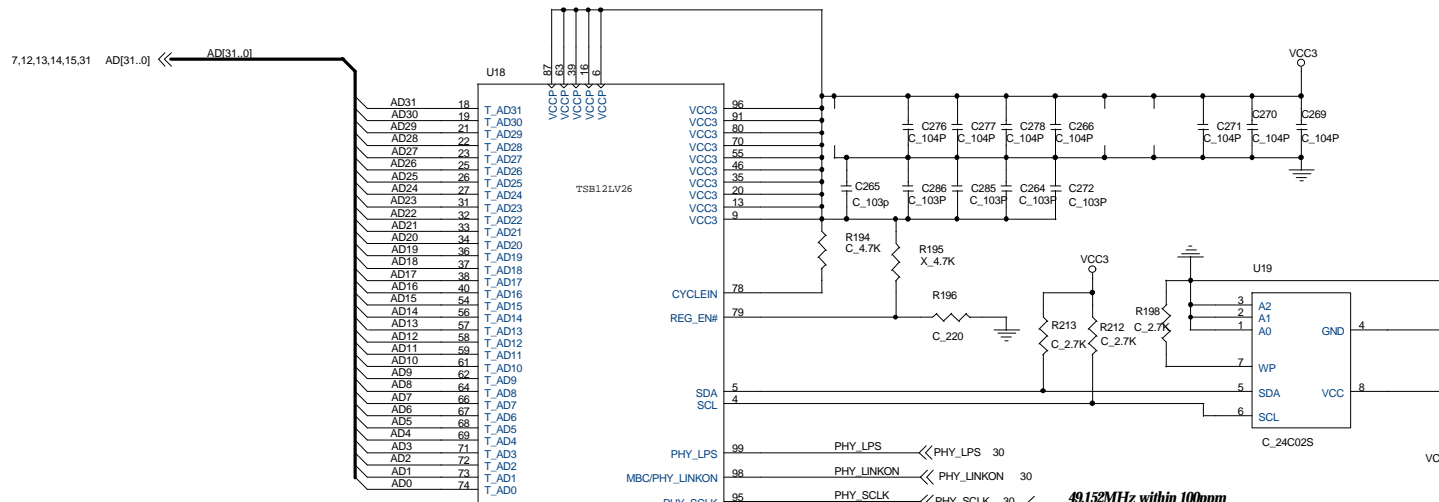 7,12,13,14,15,31 AD[31..0] AD[31..0]
U18
87 63 39 16 6
VCCP VCCP VCCP VCCP VCCP
TSB12LV26
AD31 18 T_AD31
AD30 19 T_AD30
AD29 21 T_AD29
AD28 22 T_AD28
AD27 23 T_AD27
AD26 25 T_AD26
AD25 26 T_AD25
AD24 27 T_AD24
AD23 31 T_AD23
AD22 32 T_AD22
AD21 33 T_AD21
AD20 34 T_AD20
AD19 36 T_AD19
AD18 37 T_AD18
AD17 38 T_AD17
AD16 40 T_AD16
AD15 54 T_AD15
AD14 56 T_AD14
AD13 57 T_AD13
AD12 58 T_AD12
AD11 59 T_AD11
AD10 61 T_AD10
AD9 62 T_AD9
AD8 64 T_AD8
AD7 66 T_AD7
AD6 67 T_AD6
AD5 68 T_AD5
AD4 69 T_AD4
AD3 71 T_AD3
AD2 72 T_AD2
AD1 73 T_AD1
AD0 74 T_AD0
VCC3 96
VCC3 91
VCC3 80
VCC3 70
VCC3 55
VCC3 46
VCC3 35
VCC3 20
VCC3 13
VCC3 9
CYCLEIN 78
REG_EN# 79
SDA 5
SCL 4
PHY_LPS 99 PHY_LPS PHY_LPS 30
MBC/PHY_LINKON 98 PHY_LINKON PHY_LINKON 30
PHY_SCLK 95 PHY_SCLK PHY_SCLK 30
49.152MHz within 100ppm
VCC3
C276
C_104P
C277
C_104P
C278
C_104P
C266
C_104P
C271
C_104P
C270
C_104P
C269
C_104P
C265
C_103p
C286
C_103P
C285
C_103P
C264
C_103P
C272
C_103P
R194
C_4.7K
R195
X_4.7K
R196
C_220
VCC3
R213
C_2.7K
R212
C_2.7K
R198
C_2.7K
U19
3 A2
2 A1
1 A0
GND 4
7 WP
5 SDA
VCC 8
6 SCL
C_24C02S
VC